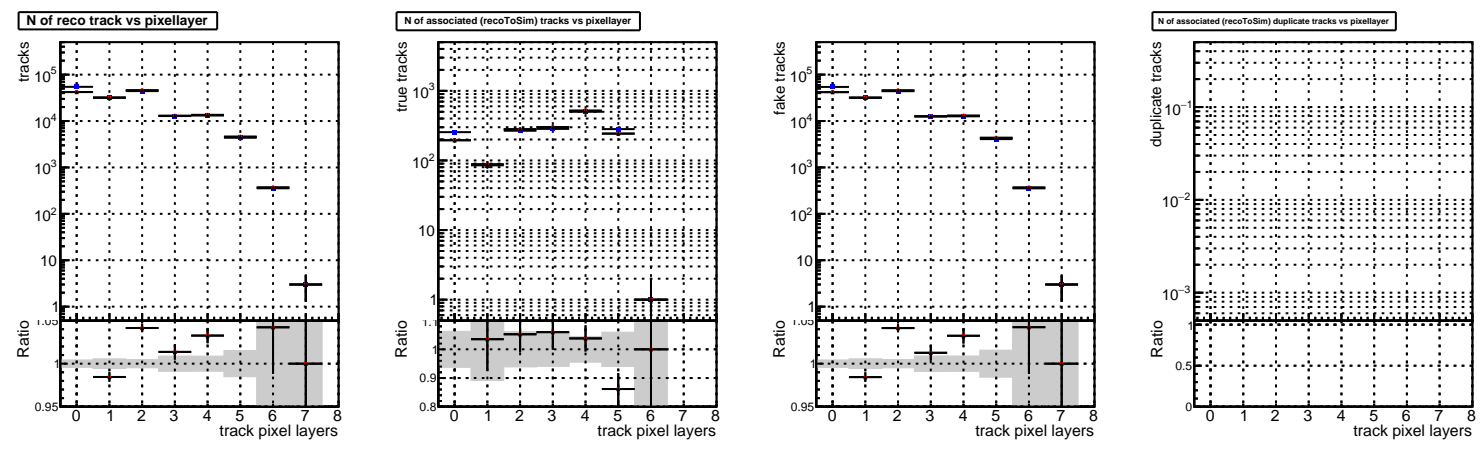 N of reco track vs pixellayer
tracks
10^5
10^4
10^3
10^2
10
1
Ratio
1.05
1
0.95
0 1 2 3 4 5 6 7 8
track pixel layers
N of associated (recoToSim) tracks vs pixellayer
true tracks
10^3
10^2
10
1
Ratio
1.1
1
0.9
0.8
0 1 2 3 4 5 6 7 8
track pixel layers
fake tracks
10^5
10^4
10^3
10^2
10
1
Ratio
1.05
1
0.95
0 1 2 3 4 5 6 7 8
track pixel layers
N of associated (recoToSim) duplicate tracks vs pixellayer
duplicate tracks
10^−1
10^−2
10^−3
Ratio
1
0.5
0
0 1 2 3 4 5 6 7 8
track pixel layers